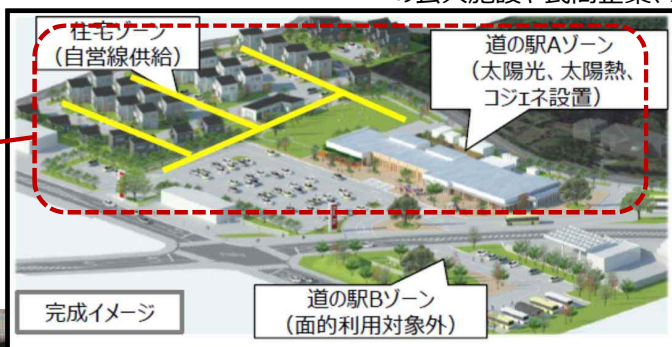 住宅ゾーン
（自営線供給）
道の駅Aゾーン
（太陽光、太陽熱、
コジェネ設置）
道の駅Bゾーン
（面的利用対象外）
完成イメージ